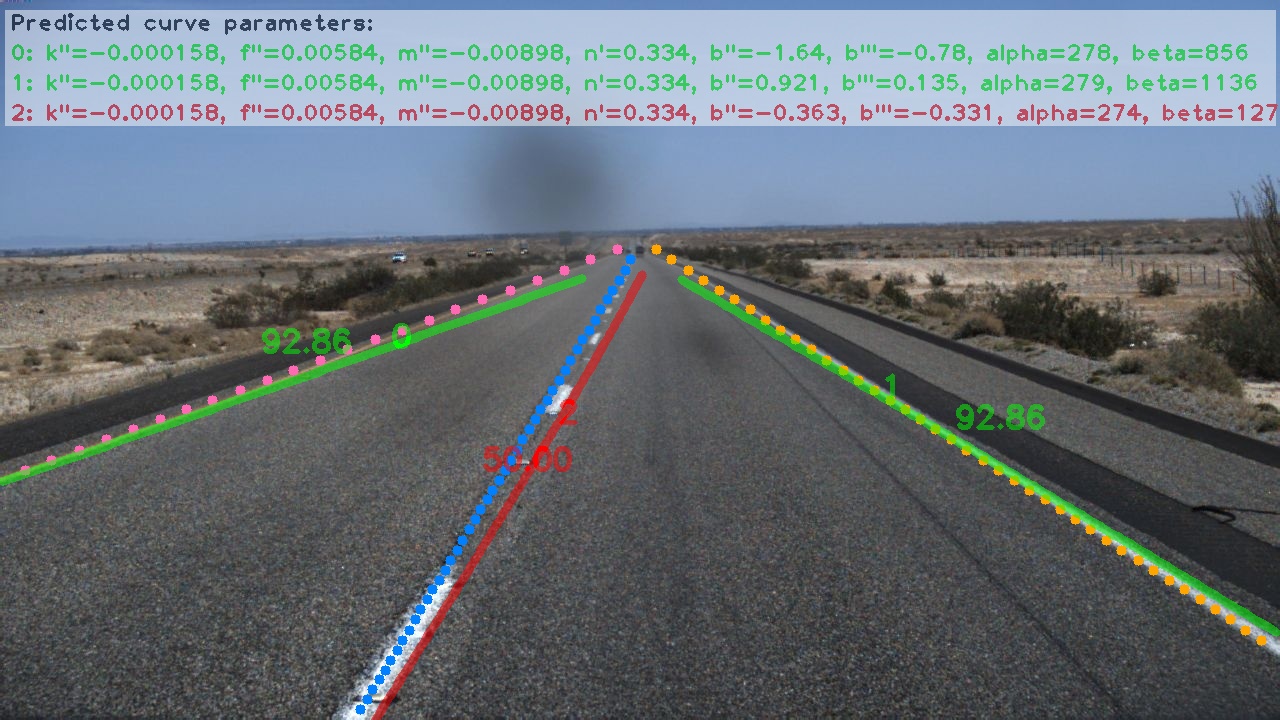 Predicted curve parameters:
0: k''=-0.000158, f''=0.00584, m''=-0.00898, n'=0.334, b''=-1.64, b'''=-0.78, alpha=278, beta=856
1: k''=-0.000158, f''=0.00584, m''=-0.00898, n'=0.334, b''=0.921, b'''=0.135, alpha=279, beta=1136
2: k''=-0.000158, f''=0.00584, m''=-0.00898, n'=0.334, b''=-0.363, b'''=-0.331, alpha=274, beta=127
92.86 0
1
92.86
2
50.00